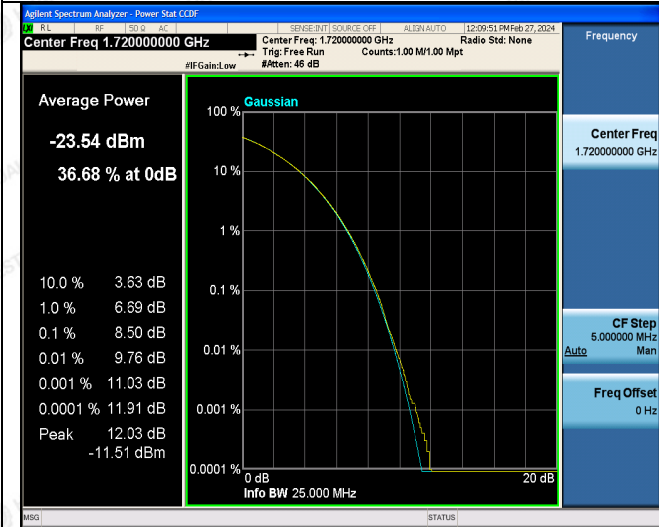 Agilent Spectrum Analyzer - Power Stat CCDF
RL RF 50 Ω AC SENSE:INT SOURCE OFF ALIGN AUTO 12:09:51 PM Feb 27, 2024
Center Freq 1.720000000 GHz
Center Freq: 1.720000000 GHz Radio Std: None
Trig: Free Run Counts:1.00 M/1.00 Mpt
#IFGain:Low #Atten: 46 dB
Frequency
Average Power
-23.54 dBm
36.68 % at 0dB
10.0 % 3.63 dB
1.0 % 6.69 dB
0.1 % 8.50 dB
0.01 % 9.76 dB
0.001 % 11.03 dB
0.0001 % 11.91 dB
Peak 12.03 dB
-11.51 dBm
Gaussian
100 %
10 %
1 %
0.1 %
0.01 %
0.001 %
0.0001 %
0 dB 20 dB
Info BW 25.000 MHz
Center Freq
1.720000000 GHz
CF Step
5.000000 MHz
Auto Man
Freq Offset
0 Hz
MSG STATUS